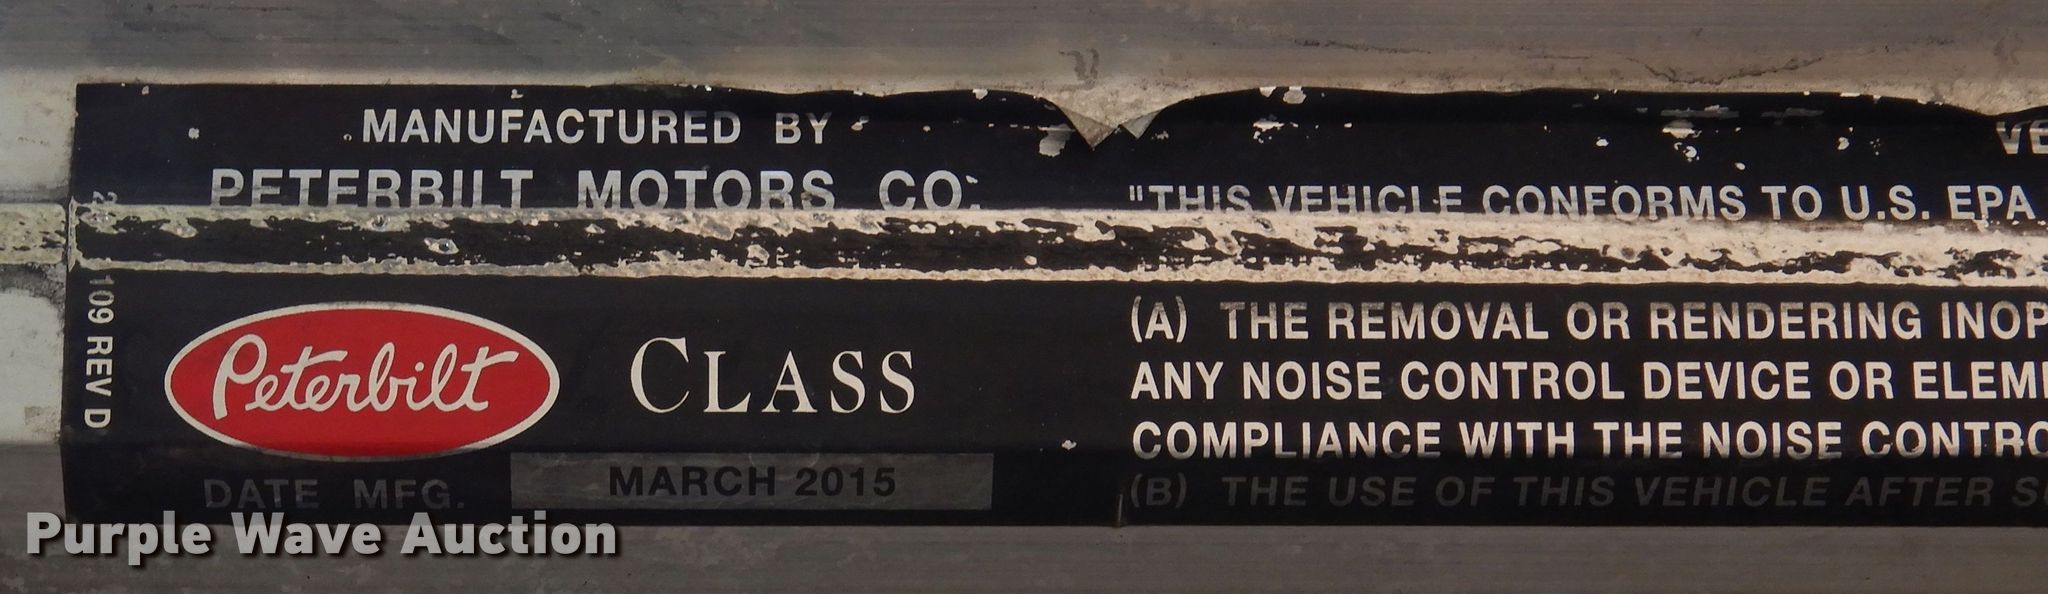 MANUFACTURED BY
PETERBILT MOTORS CO.
109 REV D
Peterbilt
CLASS
DATE MFG. MARCH 2015
"THIS VEHICLE CONFORMS TO U.S. EPA
(A) THE REMOVAL OR RENDERING INOP
ANY NOISE CONTROL DEVICE OR ELEME
COMPLIANCE WITH THE NOISE CONTRO
(B) THE USE OF THIS VEHICLE AFTER S
Purple Wave Auction